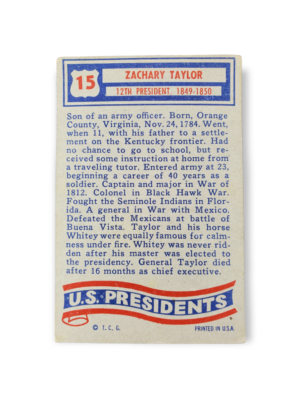 15
ZACHARY TAYLOR
12TH PRESIDENT, 1849-1850
Son of an army officer. Born, Orange
County, Virginia, Nov. 24, 1784. Went,
when 11, with his father to a settle-
ment on the Kentucky frontier. Had
no chance to go to school, but re-
ceived some instruction at home from
a traveling tutor. Entered army at 23,
beginning a career of 40 years as a
soldier. Captain and major in War of
1812. Colonel in Black Hawk War.
Fought the Seminole Indians in Flor-
ida. A general in War with Mexico.
Defeated the Mexicans at battle of
Buena Vista. Taylor and his horse
Whitey were equally famous for calm-
ness under fire. Whitey was never rid-
den after his master was elected to
the presidency. General Taylor died
after 16 months as chief executive.
U.S. PRESIDENTS
© T. C. G.
PRINTED IN U.S.A.